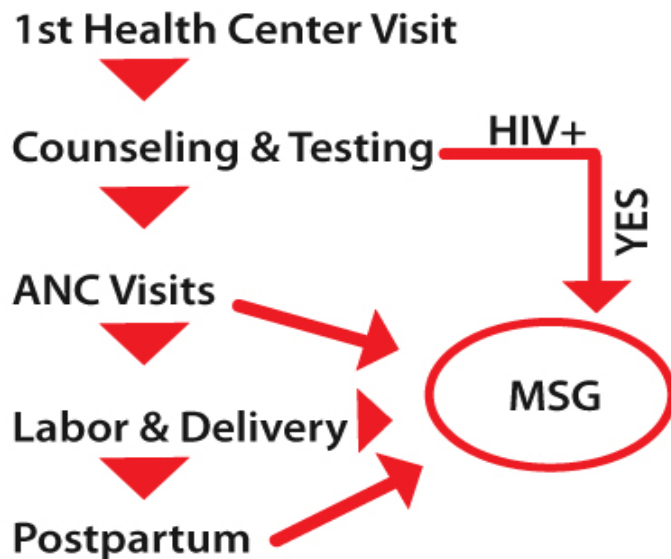 1st Health Center Visit
Counseling & Testing
HIV+
YES
ANC Visits
MSG
Labor & Delivery
Postpartum